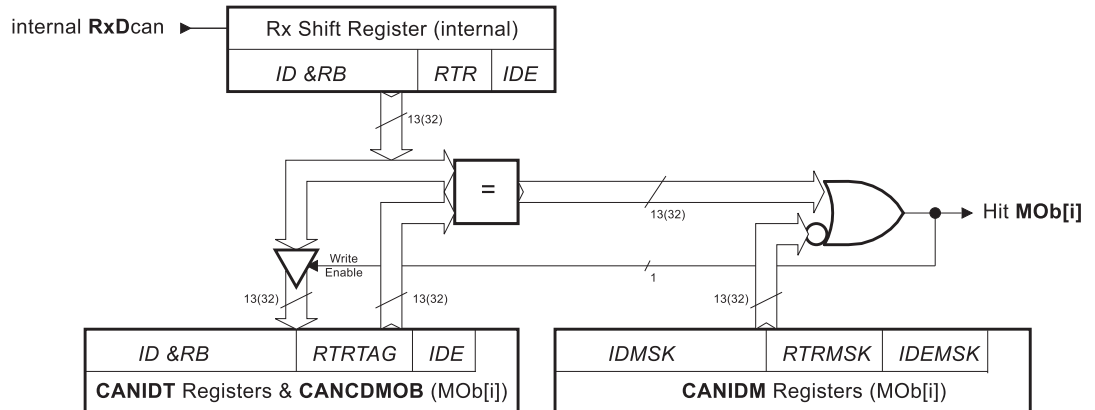 internal RxDcan
Rx Shift Register (internal)
ID &RB RTR IDE
13(32)
=
13(32)
Hit MOb[i]
Write
Enable
1
13(32) 13(32) 13(32)
ID &RB RTRTAG IDE
CANIDT Registers & CANCDMOB (MOb[i])
IDMSK RTRMSK IDEMSK
CANIDM Registers (MOb[i])